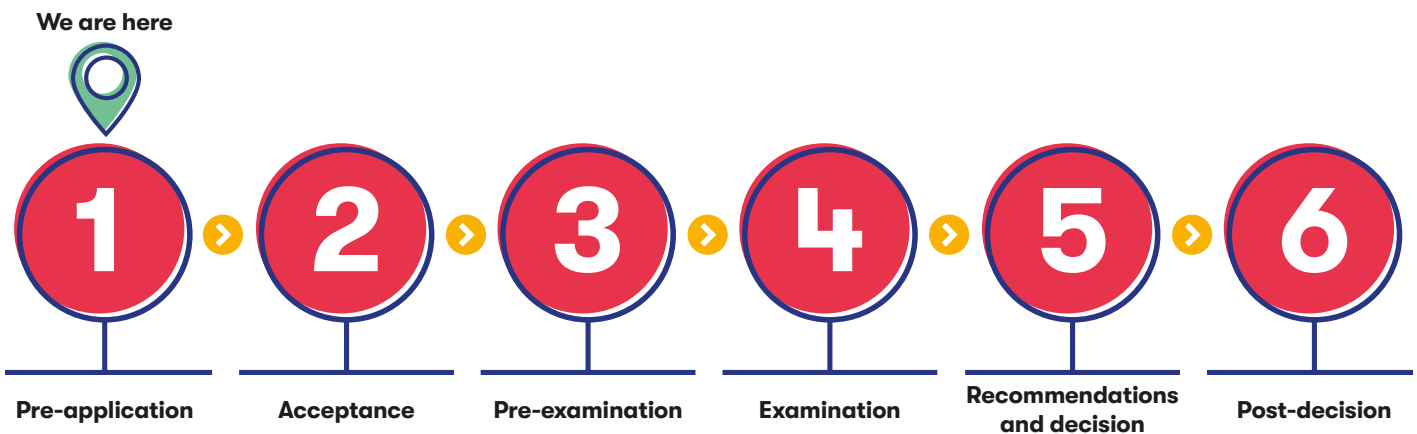 We are here
1
2
3
4
5
6
Pre-application
Acceptance
Pre-examination
Examination
Recommendations
and decision
Post-decision